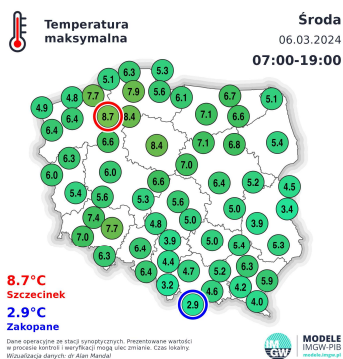 Temperatura
maksymalna
Środa
06.03.2024
07:00-19:00
5.1 6.3 5.3
4.9 4.8 7.7 7.9 5.6 6.1 6.7 5.1
6.4 6.4 8.7 8.4 7.1 6.6
6.6 8.4 7.1 6.8 5.4
6.3 7.0
6.0 6.0 6.6 6.4 5.2 4.5
5.4 5.6 5.3 5.6 5.0 3.4
7.4 7.7 4.8 5.0 3.9
7.0 6.4 3.9 5.0 6.4 5.3
6.3 4.4
6.4 4.7 5.2 6.3
3.2 4.6 4.2 5.9
2.9 4.0
8.7°C
Szczecinek
2.9°C
Zakopane
Dane operacyjne ze stacji synoptycznych. Prezentowane wartości
w procesie kontroli i weryfikacji mogą ulec zmianie. Czas lokalny.
Wizualizacja danych: dr Alan Mandal
IM
GW
MODELE
IMGW-PIB
modele.imgw.pl